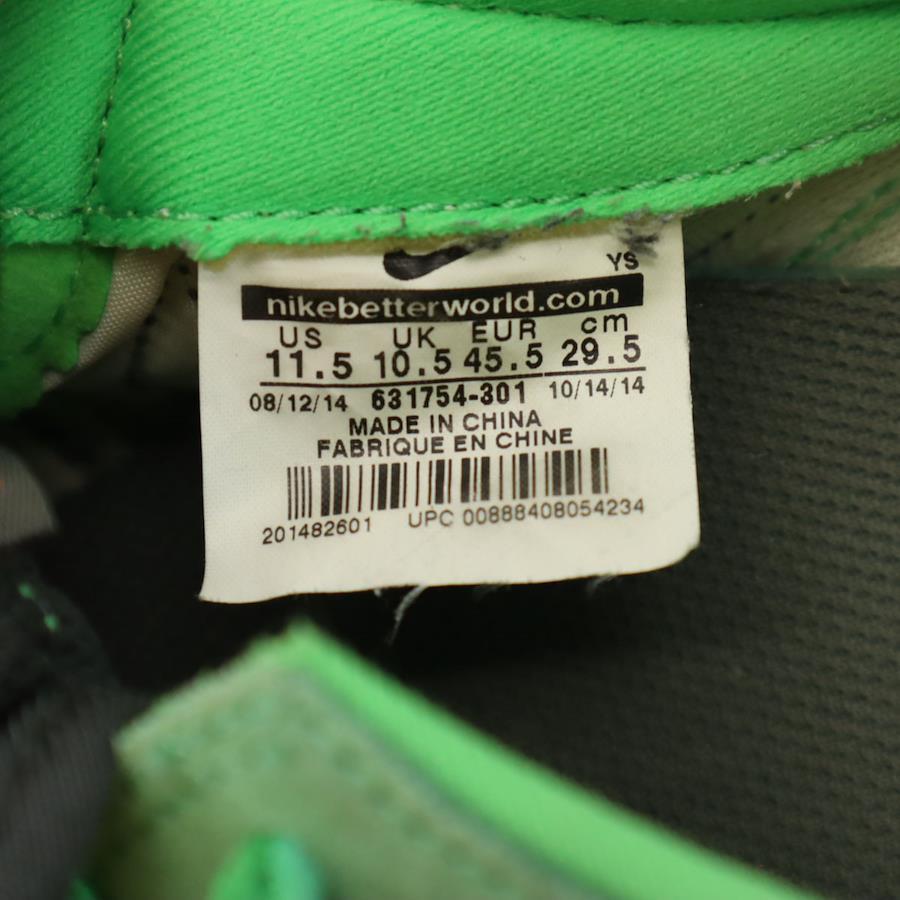 YS
nikebetterworld.com
US UK EUR cm
11.5 10.5 45.5 29.5
08/12/14 631754-301 10/14/14
MADE IN CHINA
FABRIQUE EN CHINE
201482601 UPC 00888408054234